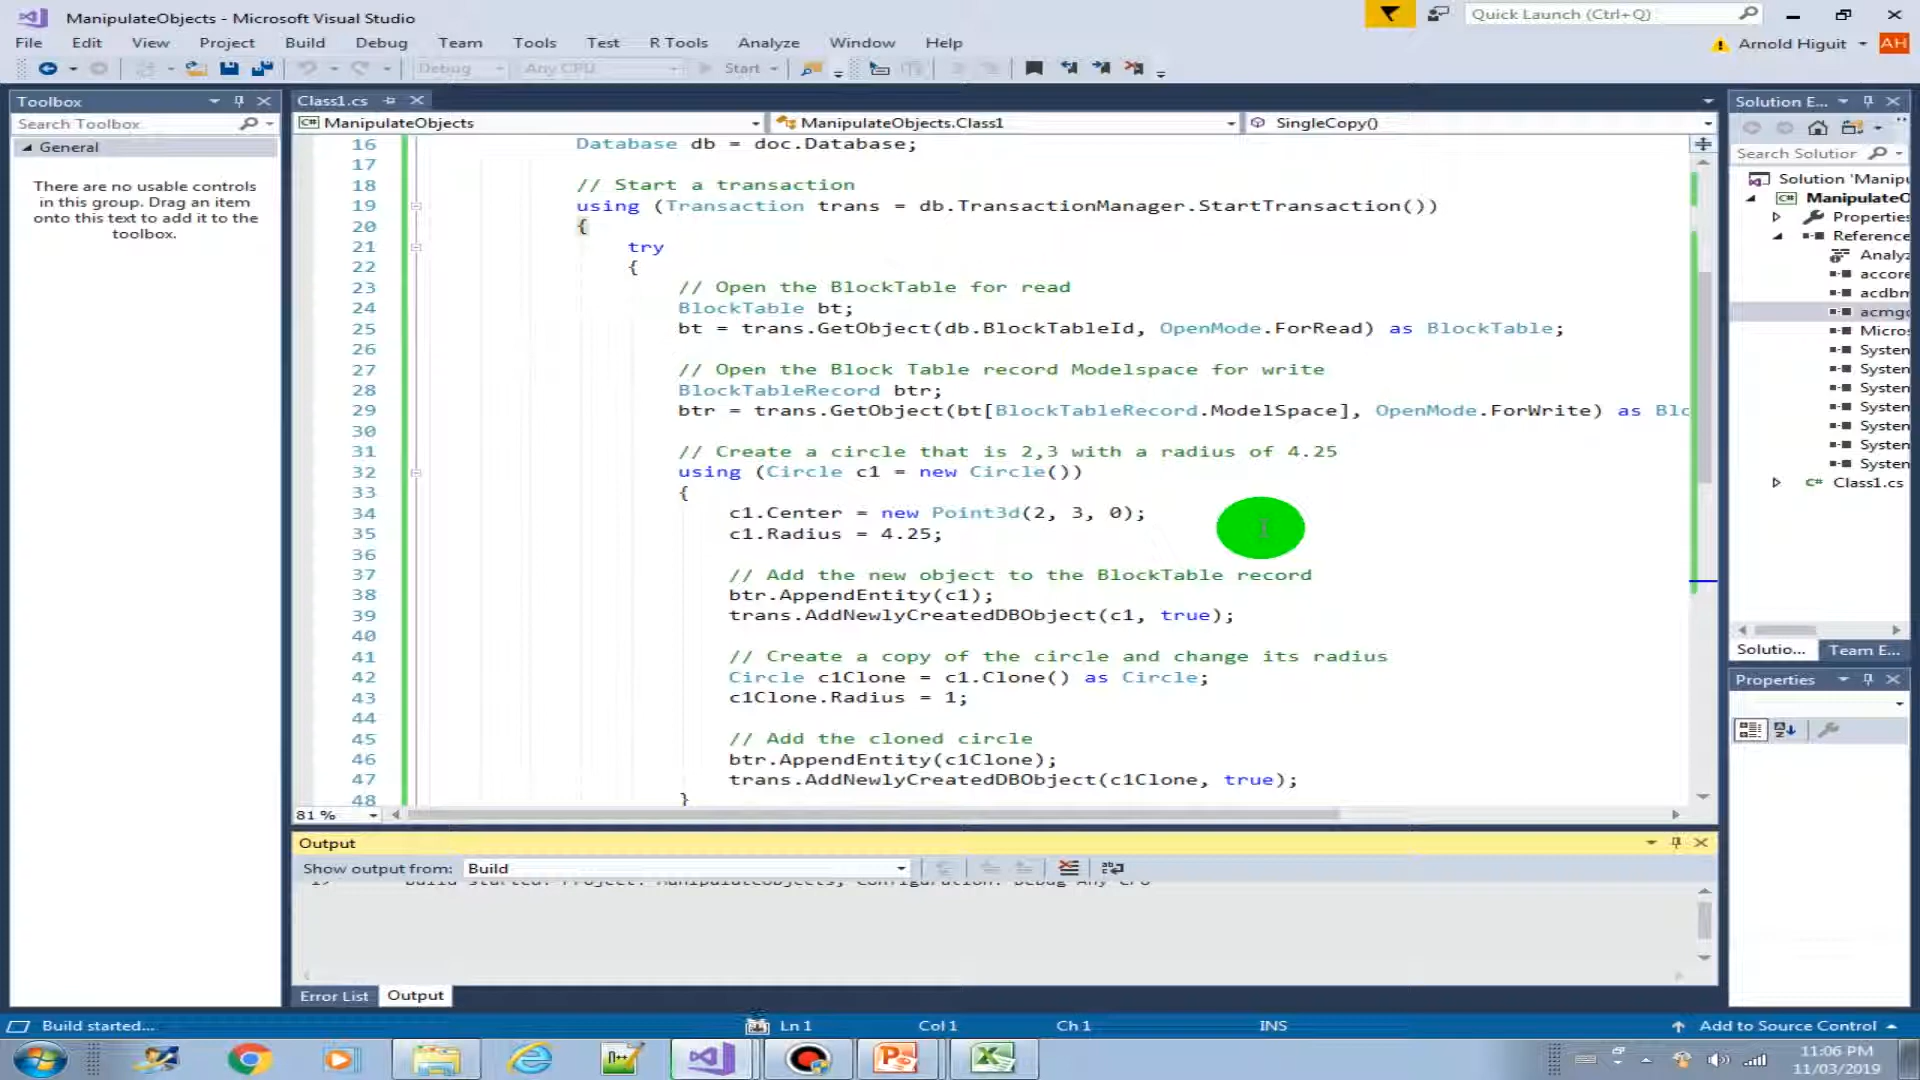 ManipulateObjects - Microsoft Visual Studio
Quick Launch (Ctrl+Q)
File Edit View Project Build Debug Team Tools Test R Tools Analyze Window Help
Arnold Higuit AH
Debug Any CPU Start
Toolbox
Search Toolbox
General
There are no usable controls
in this group. Drag an item
onto this text to add it to the
toolbox.
Class1.cs
ManipulateObjects ManipulateObjects.Class1 SingleCopy()
16 Database db = doc.Database;
17
18 // Start a transaction
19 using (Transaction trans = db.TransactionManager.StartTransaction())
20 {
21 try
22 {
23 // Open the BlockTable for read
24 BlockTable bt;
25 bt = trans.GetObject(db.BlockTableId, OpenMode.ForRead) as BlockTable;
26
27 // Open the Block Table record Modelspace for write
28 BlockTableRecord btr;
29 btr = trans.GetObject(bt[BlockTableRecord.ModelSpace], OpenMode.ForWrite) as Blo
30
31 // Create a circle that is 2,3 with a radius of 4.25
32 using (Circle c1 = new Circle())
33 {
34 c1.Center = new Point3d(2, 3, 0);
35 c1.Radius = 4.25;
36
37 // Add the new object to the BlockTable record
38 btr.AppendEntity(c1);
39 trans.AddNewlyCreatedDBObject(c1, true);
40
41 // Create a copy of the circle and change its radius
42 Circle c1Clone = c1.Clone() as Circle;
43 c1Clone.Radius = 1;
44
45 // Add the cloned circle
46 btr.AppendEntity(c1Clone);
47 trans.AddNewlyCreatedDBObject(c1Clone, true);
48 }
81 %
Output
Show output from: Build
Error List Output
Solution E...
Search Solution
Solution 'Manipu
ManipulateO
Properties
Reference
Analyz
accore
acdbm
acmgd
Micros
System
System
System
System
System
System
System
Class1.cs
Solutio... Team E...
Properties
Build started... Ln 1 Col 1 Ch 1 INS Add to Source Control
11:06 PM
11/03/2019